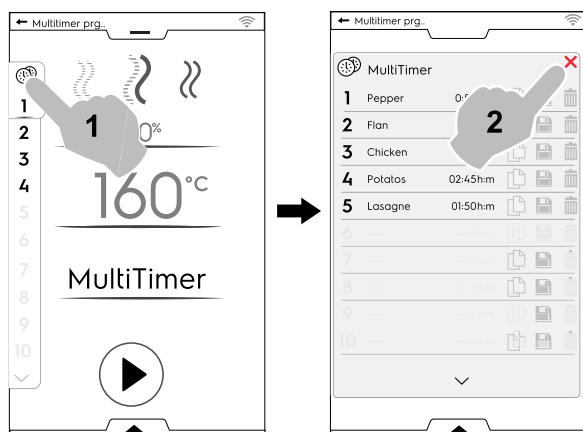 Multitimer prg..
1
2
3
4
5
6
7
8
9
10
1
%
160°C
MultiTimer
Multitimer prg..
MultiTimer
1 Pepper
2 Flan
3 Chicken
4 Potatos 02:45h:m
5 Lasagne 01:50h:m
6
7
8
9
10
2